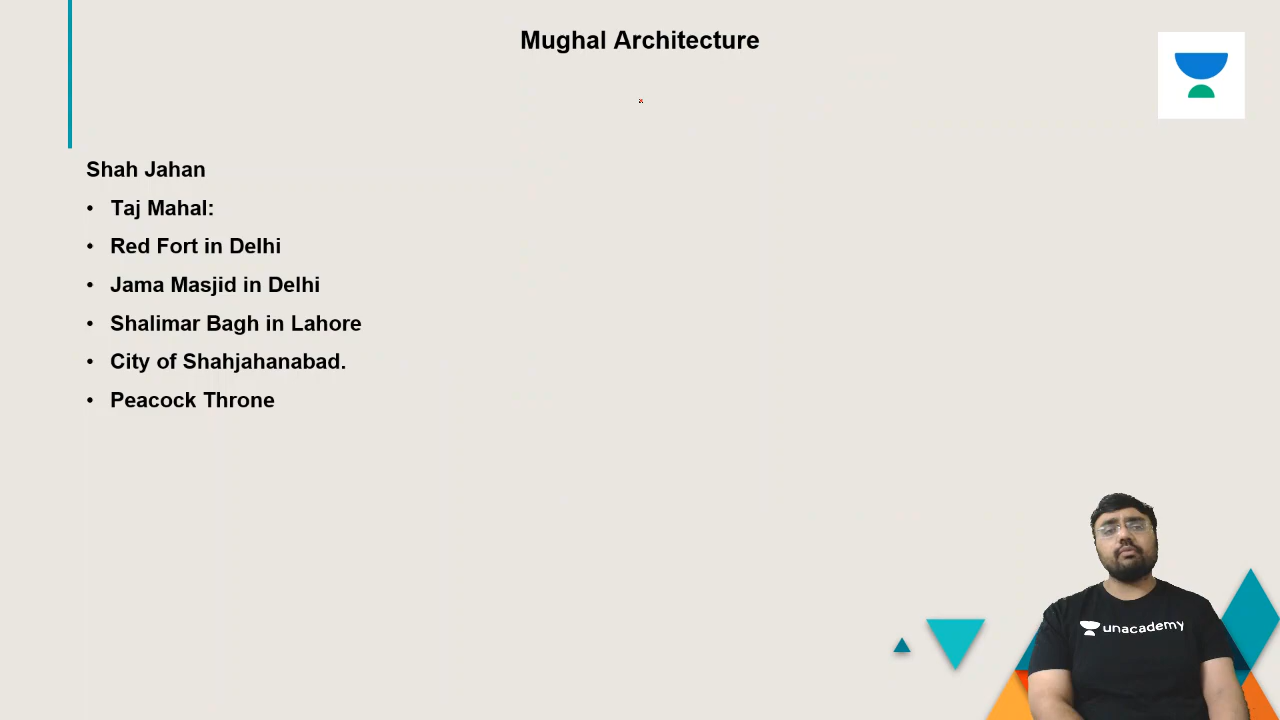 Mughal Architecture
Shah Jahan
• Taj Mahal:
• Red Fort in Delhi
• Jama Masjid in Delhi
• Shalimar Bagh in Lahore
• City of Shahjahanabad.
• Peacock Throne
unacademy